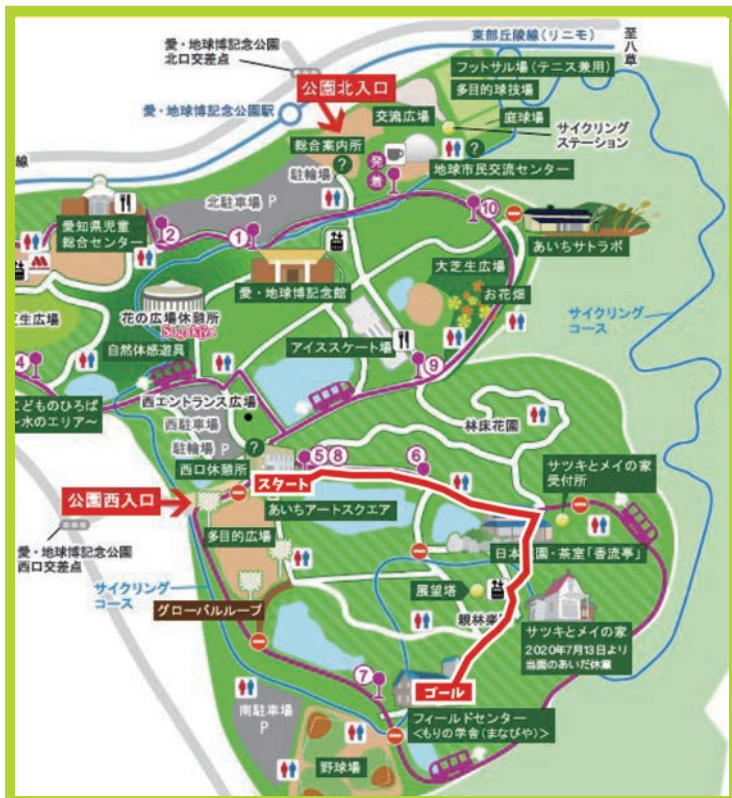 愛・地球博記念公園
北口交差点
東部丘陵線(リニモ)
至八草
公園北入口
フットサル場(テニス兼用)
多目的球技場
愛・地球博記念公園駅
交流広場
庭球場
サイクリング
ステーション
総合案内所
?
発着
?
地球市民交流センター
駐輪場
線
北駐車場 P
愛知県児童
総合センター
2
1
10
あいちサトラボ
大芝生広場
愛・地球博記念館
お花畑
生広場
花の広場休憩所
Sugakiya
サイクリング
コース
アイススケート場
自然体感遊具
4
9
こどものひろば
~水のエリア~
西エントランス広場
林床花園
西駐車場
駐輪場 P
?
5 8
6
西口休憩所
スタート
サツキとメイの家
受付所
公園西入口
あいちアートスクエア
多目的広場
日本庭園・茶室「香流亭」
愛・地球博記念公園
西口交差点
サイクリング
コース
展望塔
グローバルループ
親林楽
サツキとメイの家
2020年7月13日より
当面のあいだ休業
7
ゴール
南駐車場
P
フィールドセンター
<もりの学舎(まなびや)>
野球場